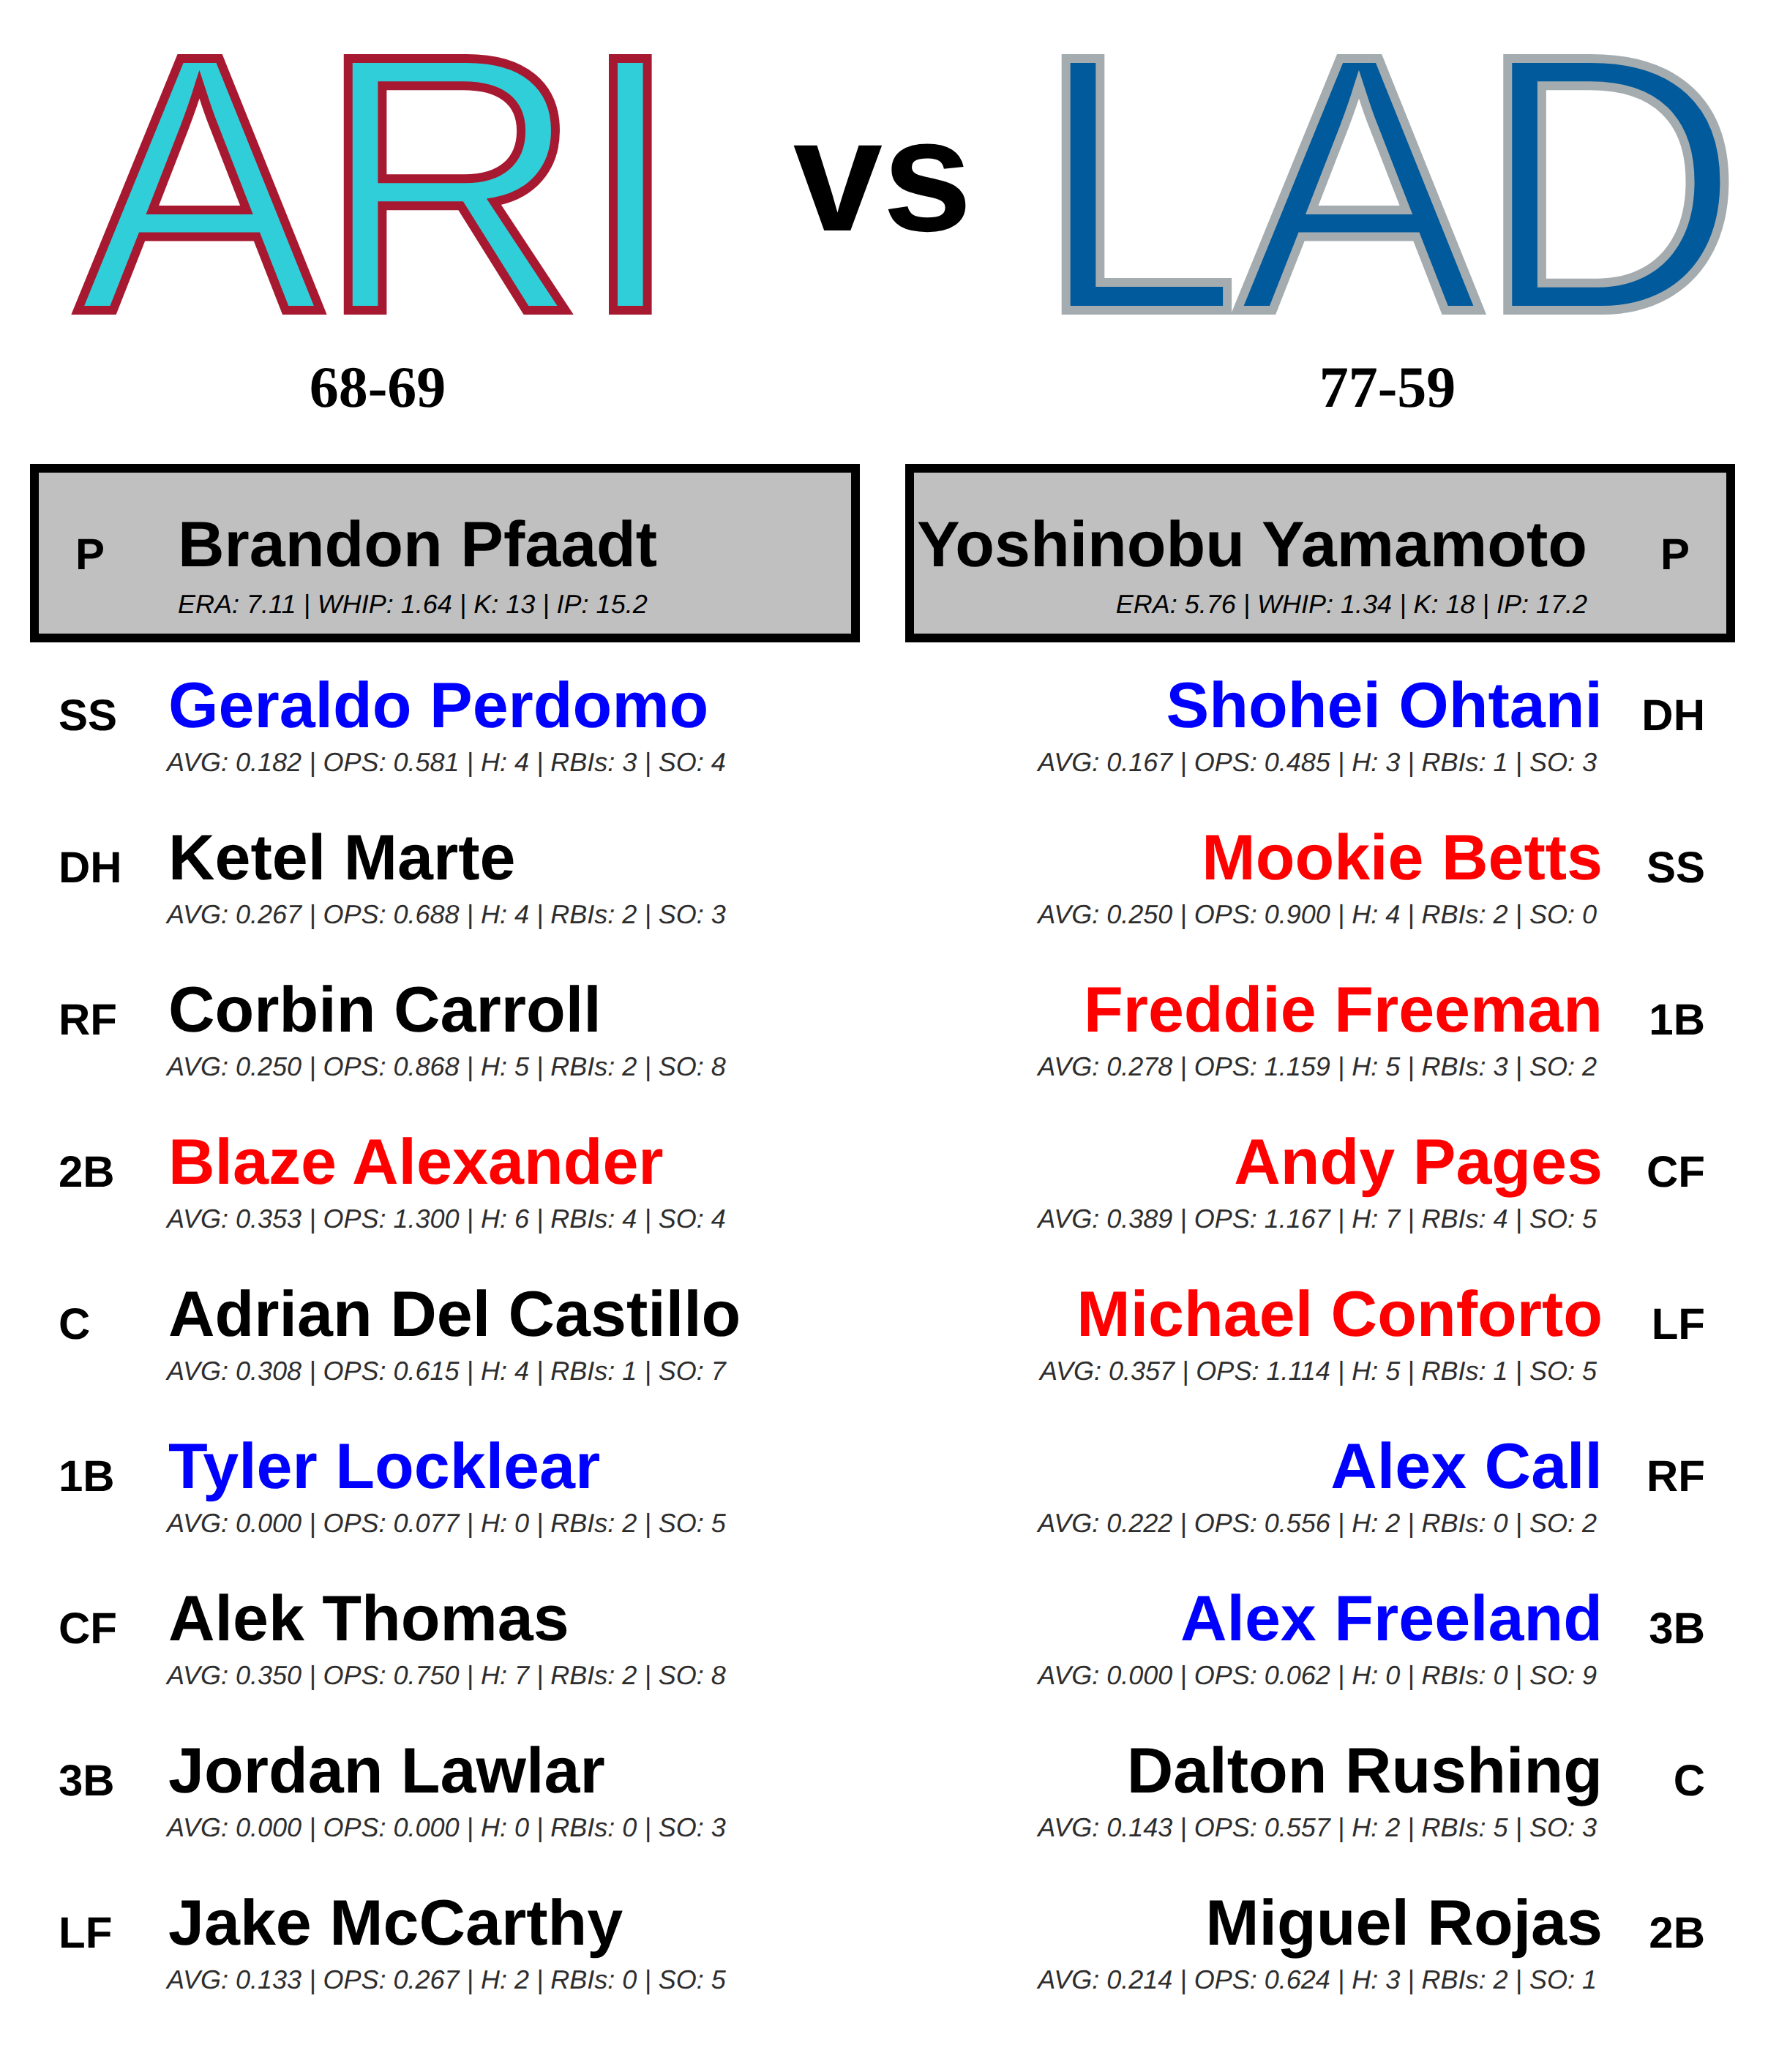 ARI vs LAD
68-69 77-59
P Brandon Pfaadt
ERA: 7.11 | WHIP: 1.64 | K: 13 | IP: 15.2
Yoshinobu Yamamoto P
ERA: 5.76 | WHIP: 1.34 | K: 18 | IP: 17.2
SS Geraldo Perdomo
AVG: 0.182 | OPS: 0.581 | H: 4 | RBIs: 3 | SO: 4
DH Ketel Marte
AVG: 0.267 | OPS: 0.688 | H: 4 | RBIs: 2 | SO: 3
RF Corbin Carroll
AVG: 0.250 | OPS: 0.868 | H: 5 | RBIs: 2 | SO: 8
2B Blaze Alexander
AVG: 0.353 | OPS: 1.300 | H: 6 | RBIs: 4 | SO: 4
C Adrian Del Castillo
AVG: 0.308 | OPS: 0.615 | H: 4 | RBIs: 1 | SO: 7
1B Tyler Locklear
AVG: 0.000 | OPS: 0.077 | H: 0 | RBIs: 2 | SO: 5
CF Alek Thomas
AVG: 0.350 | OPS: 0.750 | H: 7 | RBIs: 2 | SO: 8
3B Jordan Lawlar
AVG: 0.000 | OPS: 0.000 | H: 0 | RBIs: 0 | SO: 3
LF Jake McCarthy
AVG: 0.133 | OPS: 0.267 | H: 2 | RBIs: 0 | SO: 5
Shohei Ohtani DH
AVG: 0.167 | OPS: 0.485 | H: 3 | RBIs: 1 | SO: 3
Mookie Betts SS
AVG: 0.250 | OPS: 0.900 | H: 4 | RBIs: 2 | SO: 0
Freddie Freeman 1B
AVG: 0.278 | OPS: 1.159 | H: 5 | RBIs: 3 | SO: 2
Andy Pages CF
AVG: 0.389 | OPS: 1.167 | H: 7 | RBIs: 4 | SO: 5
Michael Conforto LF
AVG: 0.357 | OPS: 1.114 | H: 5 | RBIs: 1 | SO: 5
Alex Call RF
AVG: 0.222 | OPS: 0.556 | H: 2 | RBIs: 0 | SO: 2
Alex Freeland 3B
AVG: 0.000 | OPS: 0.062 | H: 0 | RBIs: 0 | SO: 9
Dalton Rushing C
AVG: 0.143 | OPS: 0.557 | H: 2 | RBIs: 5 | SO: 3
Miguel Rojas 2B
AVG: 0.214 | OPS: 0.624 | H: 3 | RBIs: 2 | SO: 1